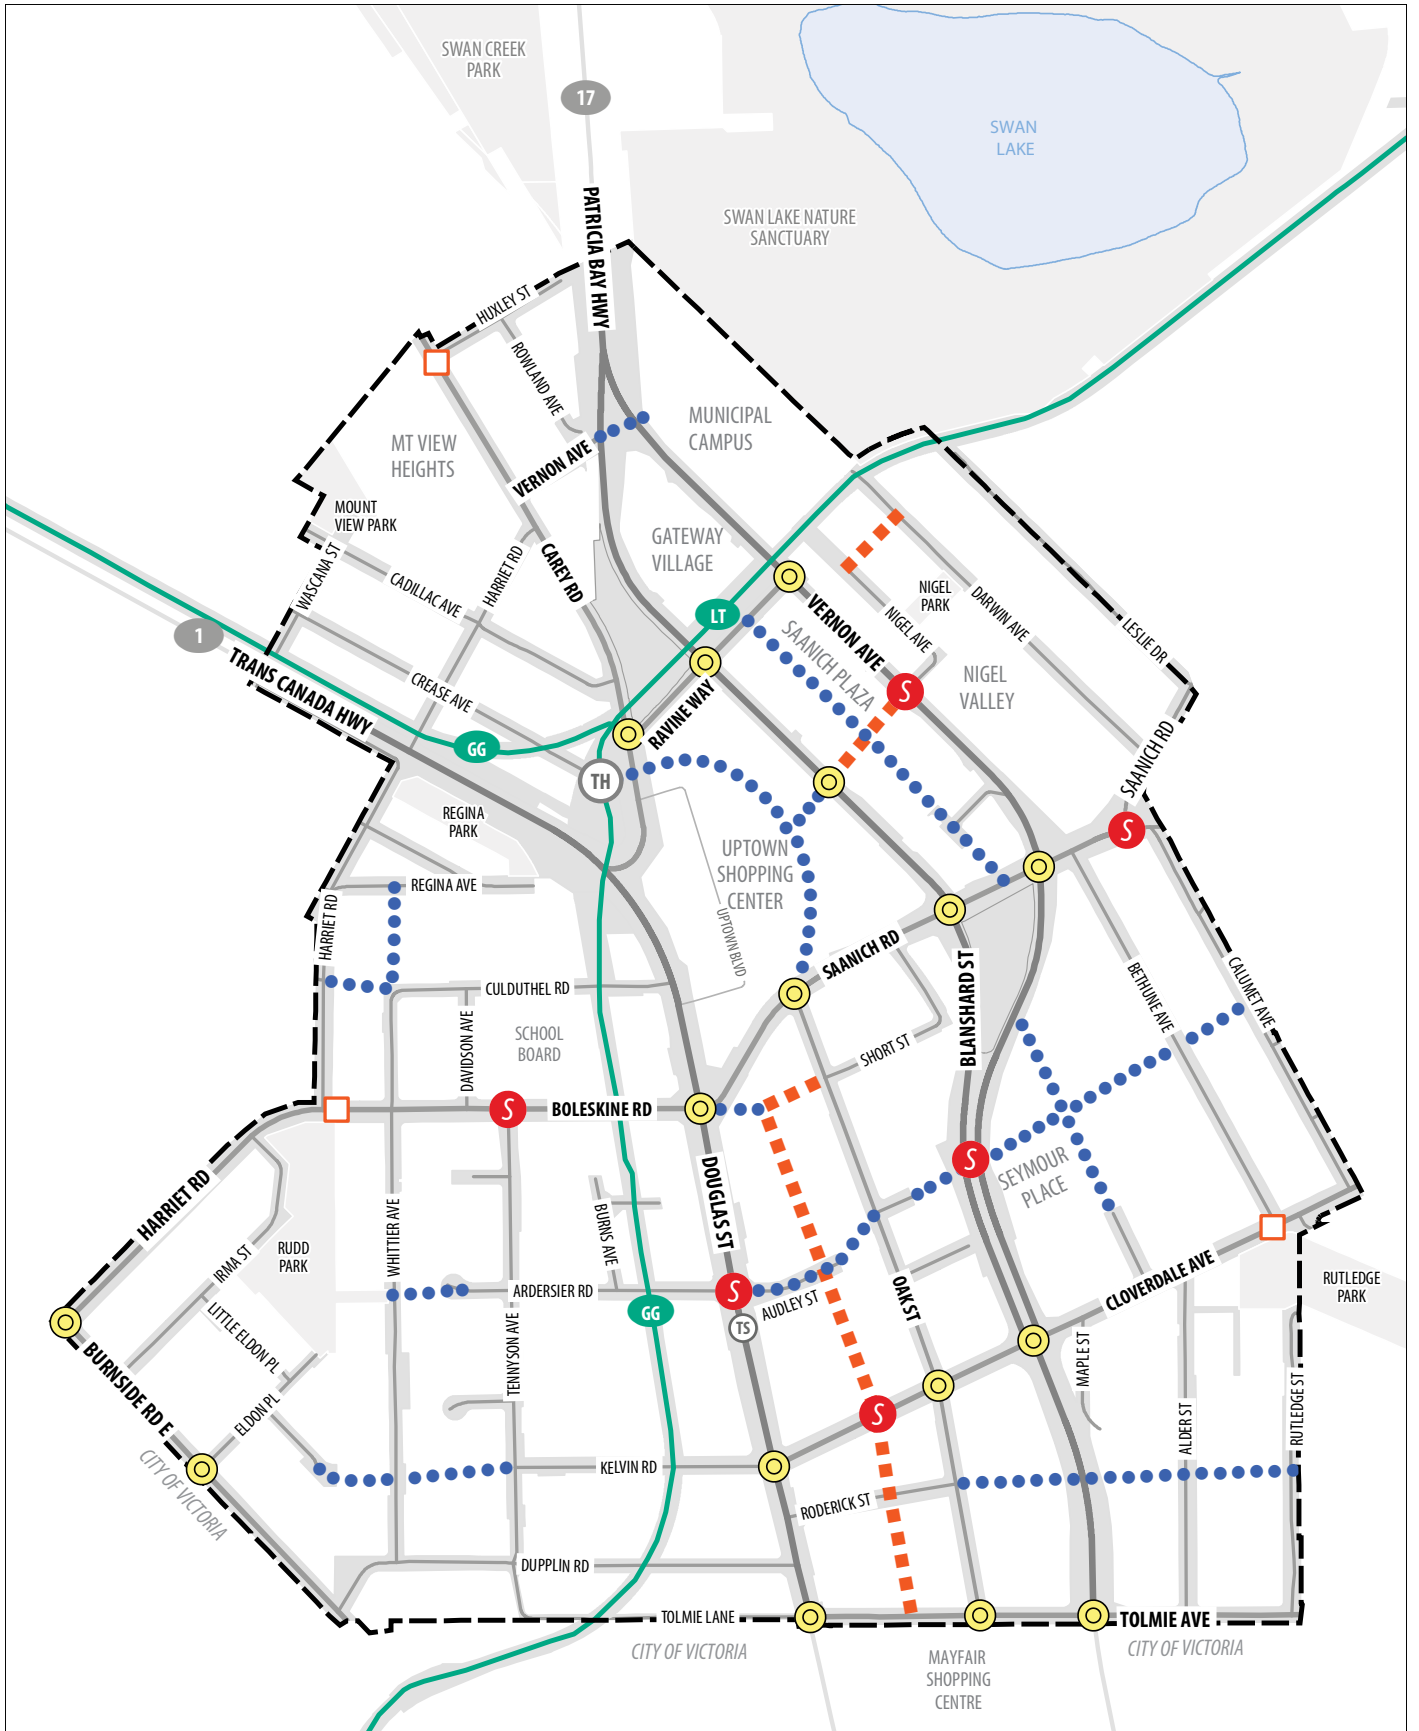 SWAN CREEK
PARK
17
SWAN
LAKE
PATRICIA BAY HWY
SWAN LAKE NATURE
SANCTUARY
HUXLEY ST
ROWLAND AVE
MUNICIPAL
CAMPUS
MT VIEW
HEIGHTS
VERNON AVE
MOUNT
VIEW PARK
GATEWAY
VILLAGE
WASCANA ST
CADILLAC AVE
HARRIET RD
CAREY RD
NIGEL
PARK
DARWIN AVE
LT
VERNON AVE
NIGEL AVE
LESLIE DR
1
TRANS CANADA HWY
SAANICH PLAZA
NIGEL
VALLEY
S
CREASE AVE
RAVINE WAY
GG
TH
SAANICH RD
REGINA
PARK
S
UPTOWN
SHOPPING
CENTER
REGINA AVE
HARRIET RD
UPTOWN BLVD
SAANICH RD
BLANSHARD ST
BETHUNE AVE
CALUMET AVE
CULDUTHEL RD
DAVIDSON AVE
SCHOOL
BOARD
SHORT ST
S
BOLESKINE RD
DOUGLAS ST
S
SEYMOUR
PLACE
HARRIET RD
WHITTIER AVE
BURNS AVE
IRMA ST
RUDD
PARK
CLOVERDALE AVE
RUTLEDGE
PARK
ARDERSIER RD
GG
S
AUDLEY ST
TS
OAK ST
LITTLE ELDON PL
TENNYSON AVE
MAPLE ST
BURNSIDE RD E
ELDON PL
S
ALDER ST
RUTLEDGE ST
CITY OF VICTORIA
KELVIN RD
RODERICK ST
DUPPLIN RD
TOLMIE LANE
TOLMIE AVE
CITY OF VICTORIA
MAYFAIR
SHOPPING
CENTRE
CITY OF VICTORIA